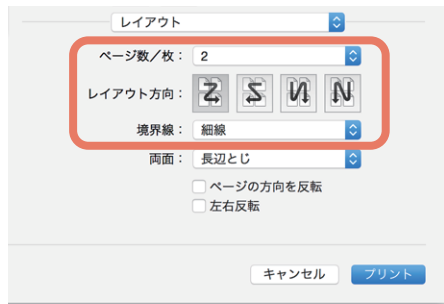 レイアウト
ページ数／枚： 2
レイアウト方向：
境界線： 細線
両面： 長辺とじ
ページの方向を反転
左右反転
キャンセル プリント